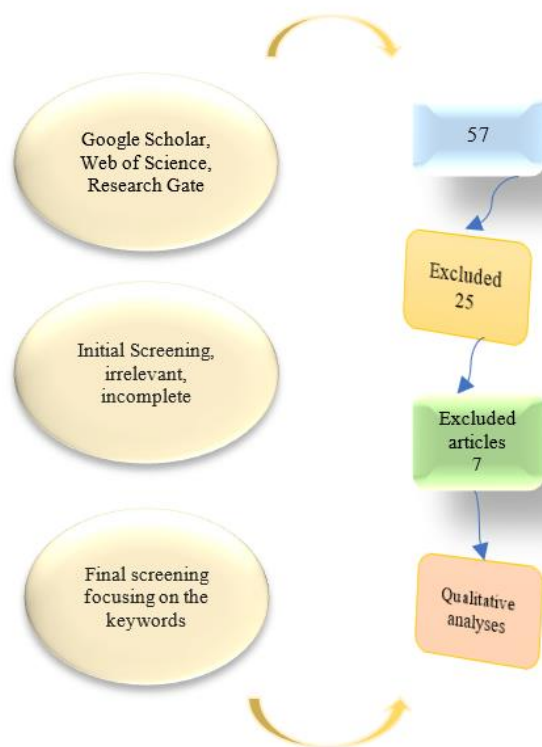 Google Scholar,
Web of Science,
Research Gate
Initial Screening,
irrelevant,
incomplete
Final screening
focusing on the
keywords
57
Excluded
25
Excluded
articles
7
Qualitative
analyses